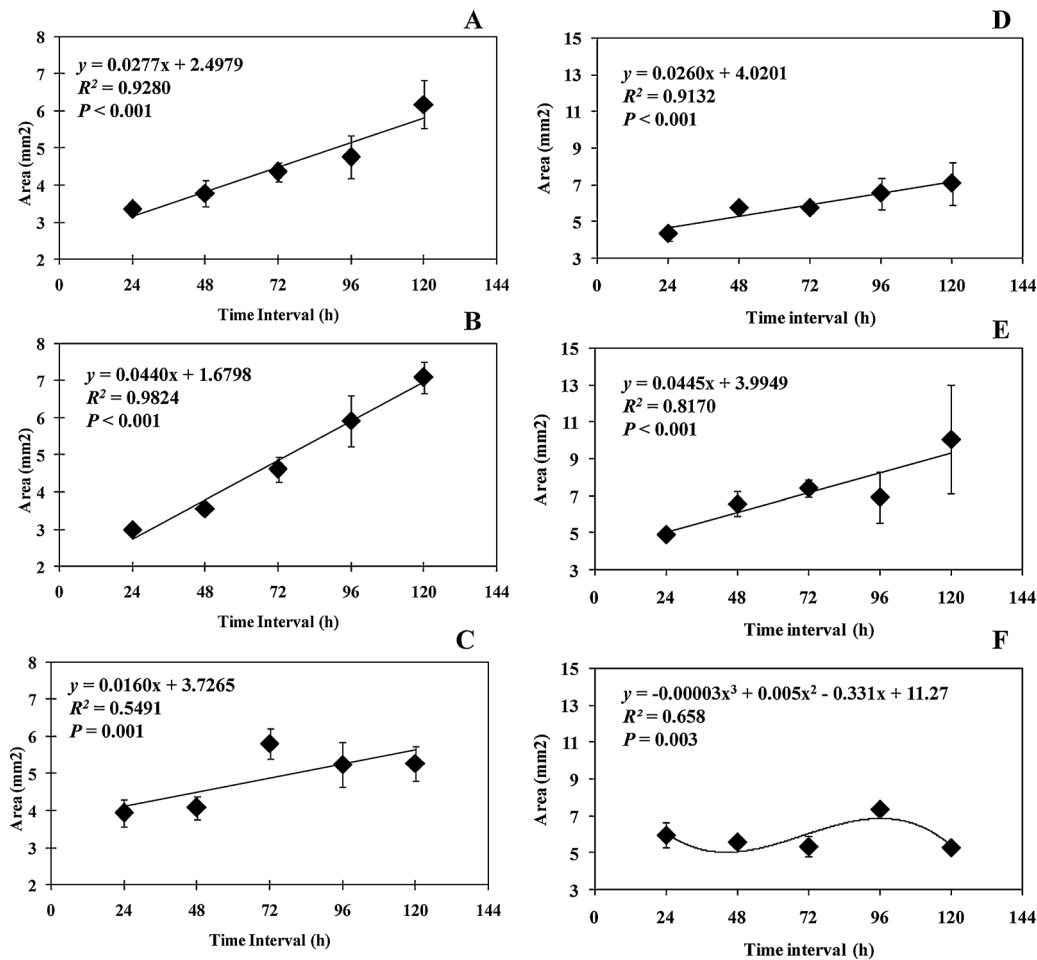 A
8
7
6
5
4
3
2
Area (mm2)
y = 0.0277x + 2.4979
R² = 0.9280
P < 0.001
0 24 48 72 96 120 144
Time Interval (h)
D
15
13
11
9
7
5
3
Area (mm2)
y = 0.0260x + 4.0201
R² = 0.9132
P < 0.001
0 24 48 72 96 120 144
Time interval (h)
B
8
7
6
5
4
3
2
Area (mm2)
y = 0.0440x + 1.6798
R² = 0.9824
P < 0.001
0 24 48 72 96 120 144
Time Interval (h)
E
15
13
11
9
7
5
3
Area (mm2)
y = 0.0445x + 3.9949
R² = 0.8170
P < 0.001
0 24 48 72 96 120 144
Time interval (h)
C
8
7
6
5
4
3
2
Area (mm2)
y = 0.0160x + 3.7265
R² = 0.5491
P = 0.001
0 24 48 72 96 120 144
Time Interval (h)
F
15
13
11
9
7
5
3
Area (mm2)
y = -0.00003x³ + 0.005x² - 0.331x + 11.27
R² = 0.658
P = 0.003
0 24 48 72 96 120 144
Time interval (h)